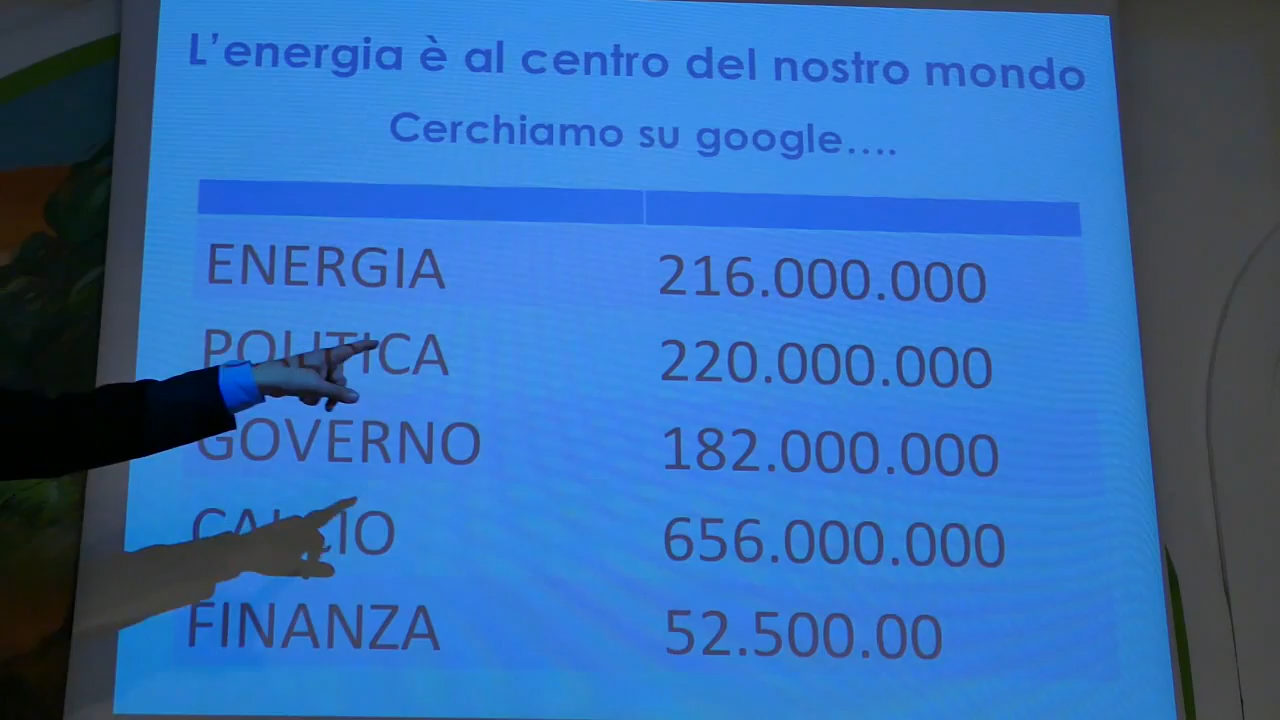 L'energia è al centro del nostro mondo
Cerchiamo su google....
ENERGIA 216.000.000
POLITICA 220.000.000
GOVERNO 182.000.000
CALCIO 656.000.000
FINANZA 52.500.00